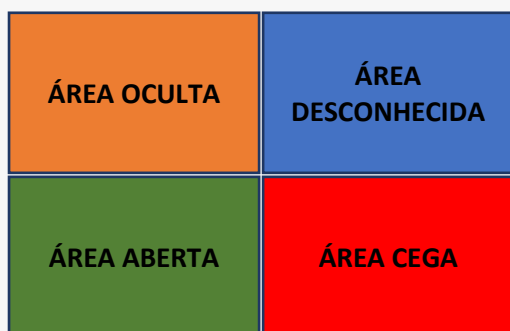 ÁREA OCULTA
ÁREA
DESCONHECIDA
ÁREA ABERTA
ÁREA CEGA